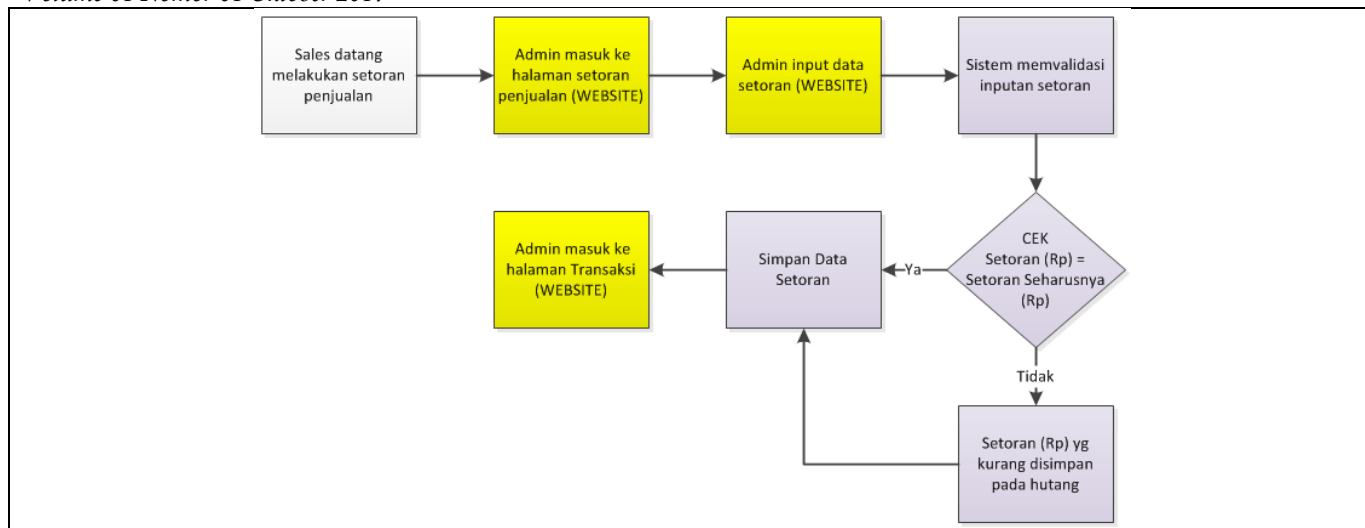 Sales datang
melakukan setoran
penjualan
Admin masuk ke
halaman setoran
penjualan (WEBSITE)
Admin input data
setoran (WEBSITE)
Sistem memvalidasi
inputan setoran
CEK
Setoran (Rp) =
Setoran Seharusnya
(Rp)
Ya
Simpan Data
Setoran
Admin masuk ke
halaman Transaksi
(WEBSITE)
Tidak
Setoran (Rp) yg
kurang disimpan
pada hutang